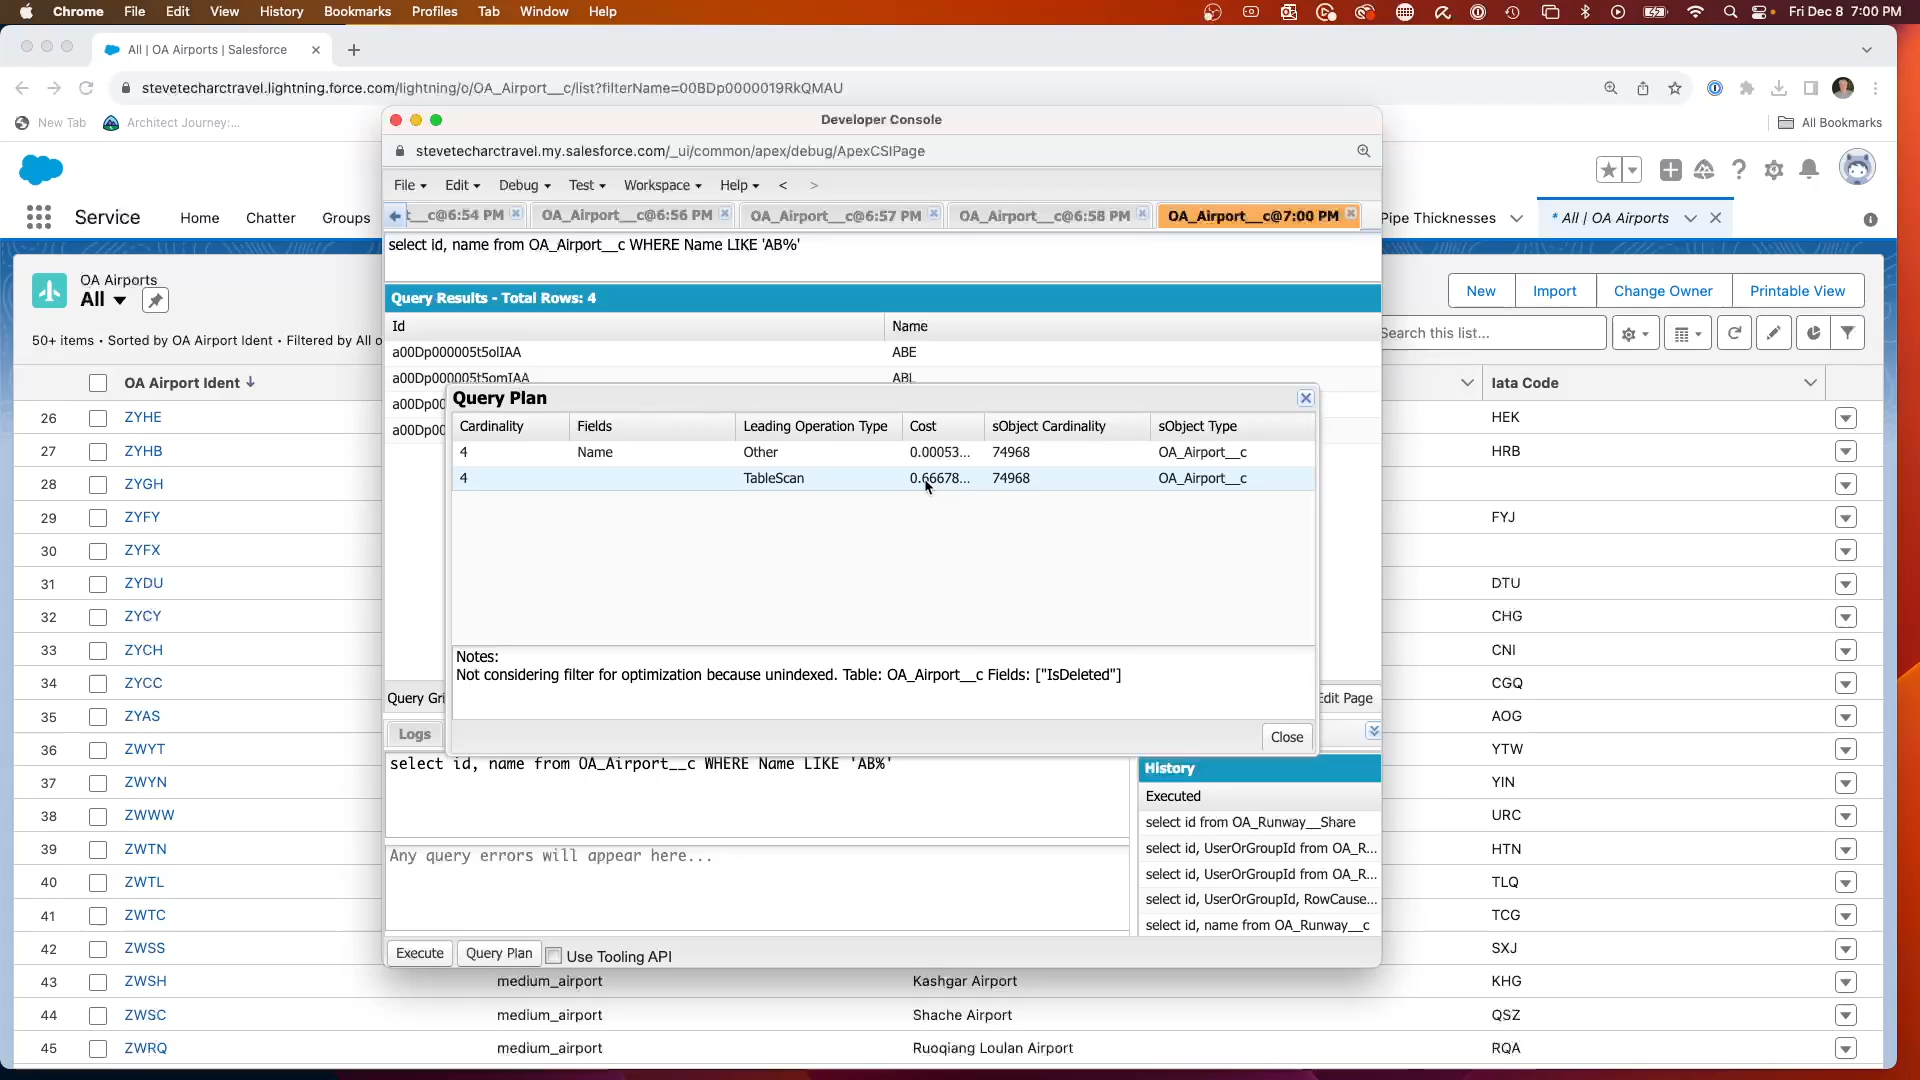 Chrome File Edit View History Bookmarks Profiles Tab Window Help Fri Dec 8 7:00 PM
All | OA Airports | Salesforce
stevetecharctravel.lightning.force.com/lightning/o/OA_Airport__c/list?filterName=00BDp0000019RkQMAU
New Tab Architect Journey:... All Bookmarks
Developer Console
stevetecharctravel.my.salesforce.com/_ui/common/apex/debug/ApexCSIPage
File Edit Debug Test Workspace Help < >
t__c@6:54 PM OA_Airport__c@6:56 PM OA_Airport__c@6:57 PM OA_Airport__c@6:58 PM OA_Airport__c@7:00 PM
select id, name from OA_Airport__c WHERE Name LIKE 'AB%'
Query Results - Total Rows: 4
Id Name
a00Dp000005t5olIAA ABE
a00Dp000005t5omIAA ABL
a00Dp0
a00Dp0
Query Plan
Cardinality Fields Leading Operation Type Cost sObject Cardinality sObject Type
4 Name Other 0.00053... 74968 OA_Airport__c
4 TableScan 0.66678... 74968 OA_Airport__c
Notes:
Not considering filter for optimization because unindexed. Table: OA_Airport__c Fields: ["IsDeleted"]
Close
Query Gri Edit Page
Logs
select id, name from OA_Airport__c WHERE Name LIKE 'AB%'
Any query errors will appear here...
History
Executed
select id from OA_Runway__Share
select id, UserOrGroupId from OA_R...
select id, UserOrGroupId from OA_R...
select id, UserOrGroupId, RowCause...
select id, name from OA_Runway__c
Execute Query Plan Use Tooling API
Service Home Chatter Groups Pipe Thicknesses * All | OA Airports
OA Airports
All
New Import Change Owner Printable View
50+ items • Sorted by OA Airport Ident • Filtered by All o
Search this list...
OA Airport Ident Iata Code
26 ZYHE HEK
27 ZYHB HRB
28 ZYGH
29 ZYFY FYJ
30 ZYFX
31 ZYDU DTU
32 ZYCY CHG
33 ZYCH CNI
34 ZYCC CGQ
35 ZYAS AOG
36 ZWYT YTW
37 ZWYN YIN
38 ZWWW URC
39 ZWTN HTN
40 ZWTL TLQ
41 ZWTC TCG
42 ZWSS SXJ
43 ZWSH medium_airport Kashgar Airport KHG
44 ZWSC medium_airport Shache Airport QSZ
45 ZWRQ medium_airport Ruoqiang Loulan Airport RQA